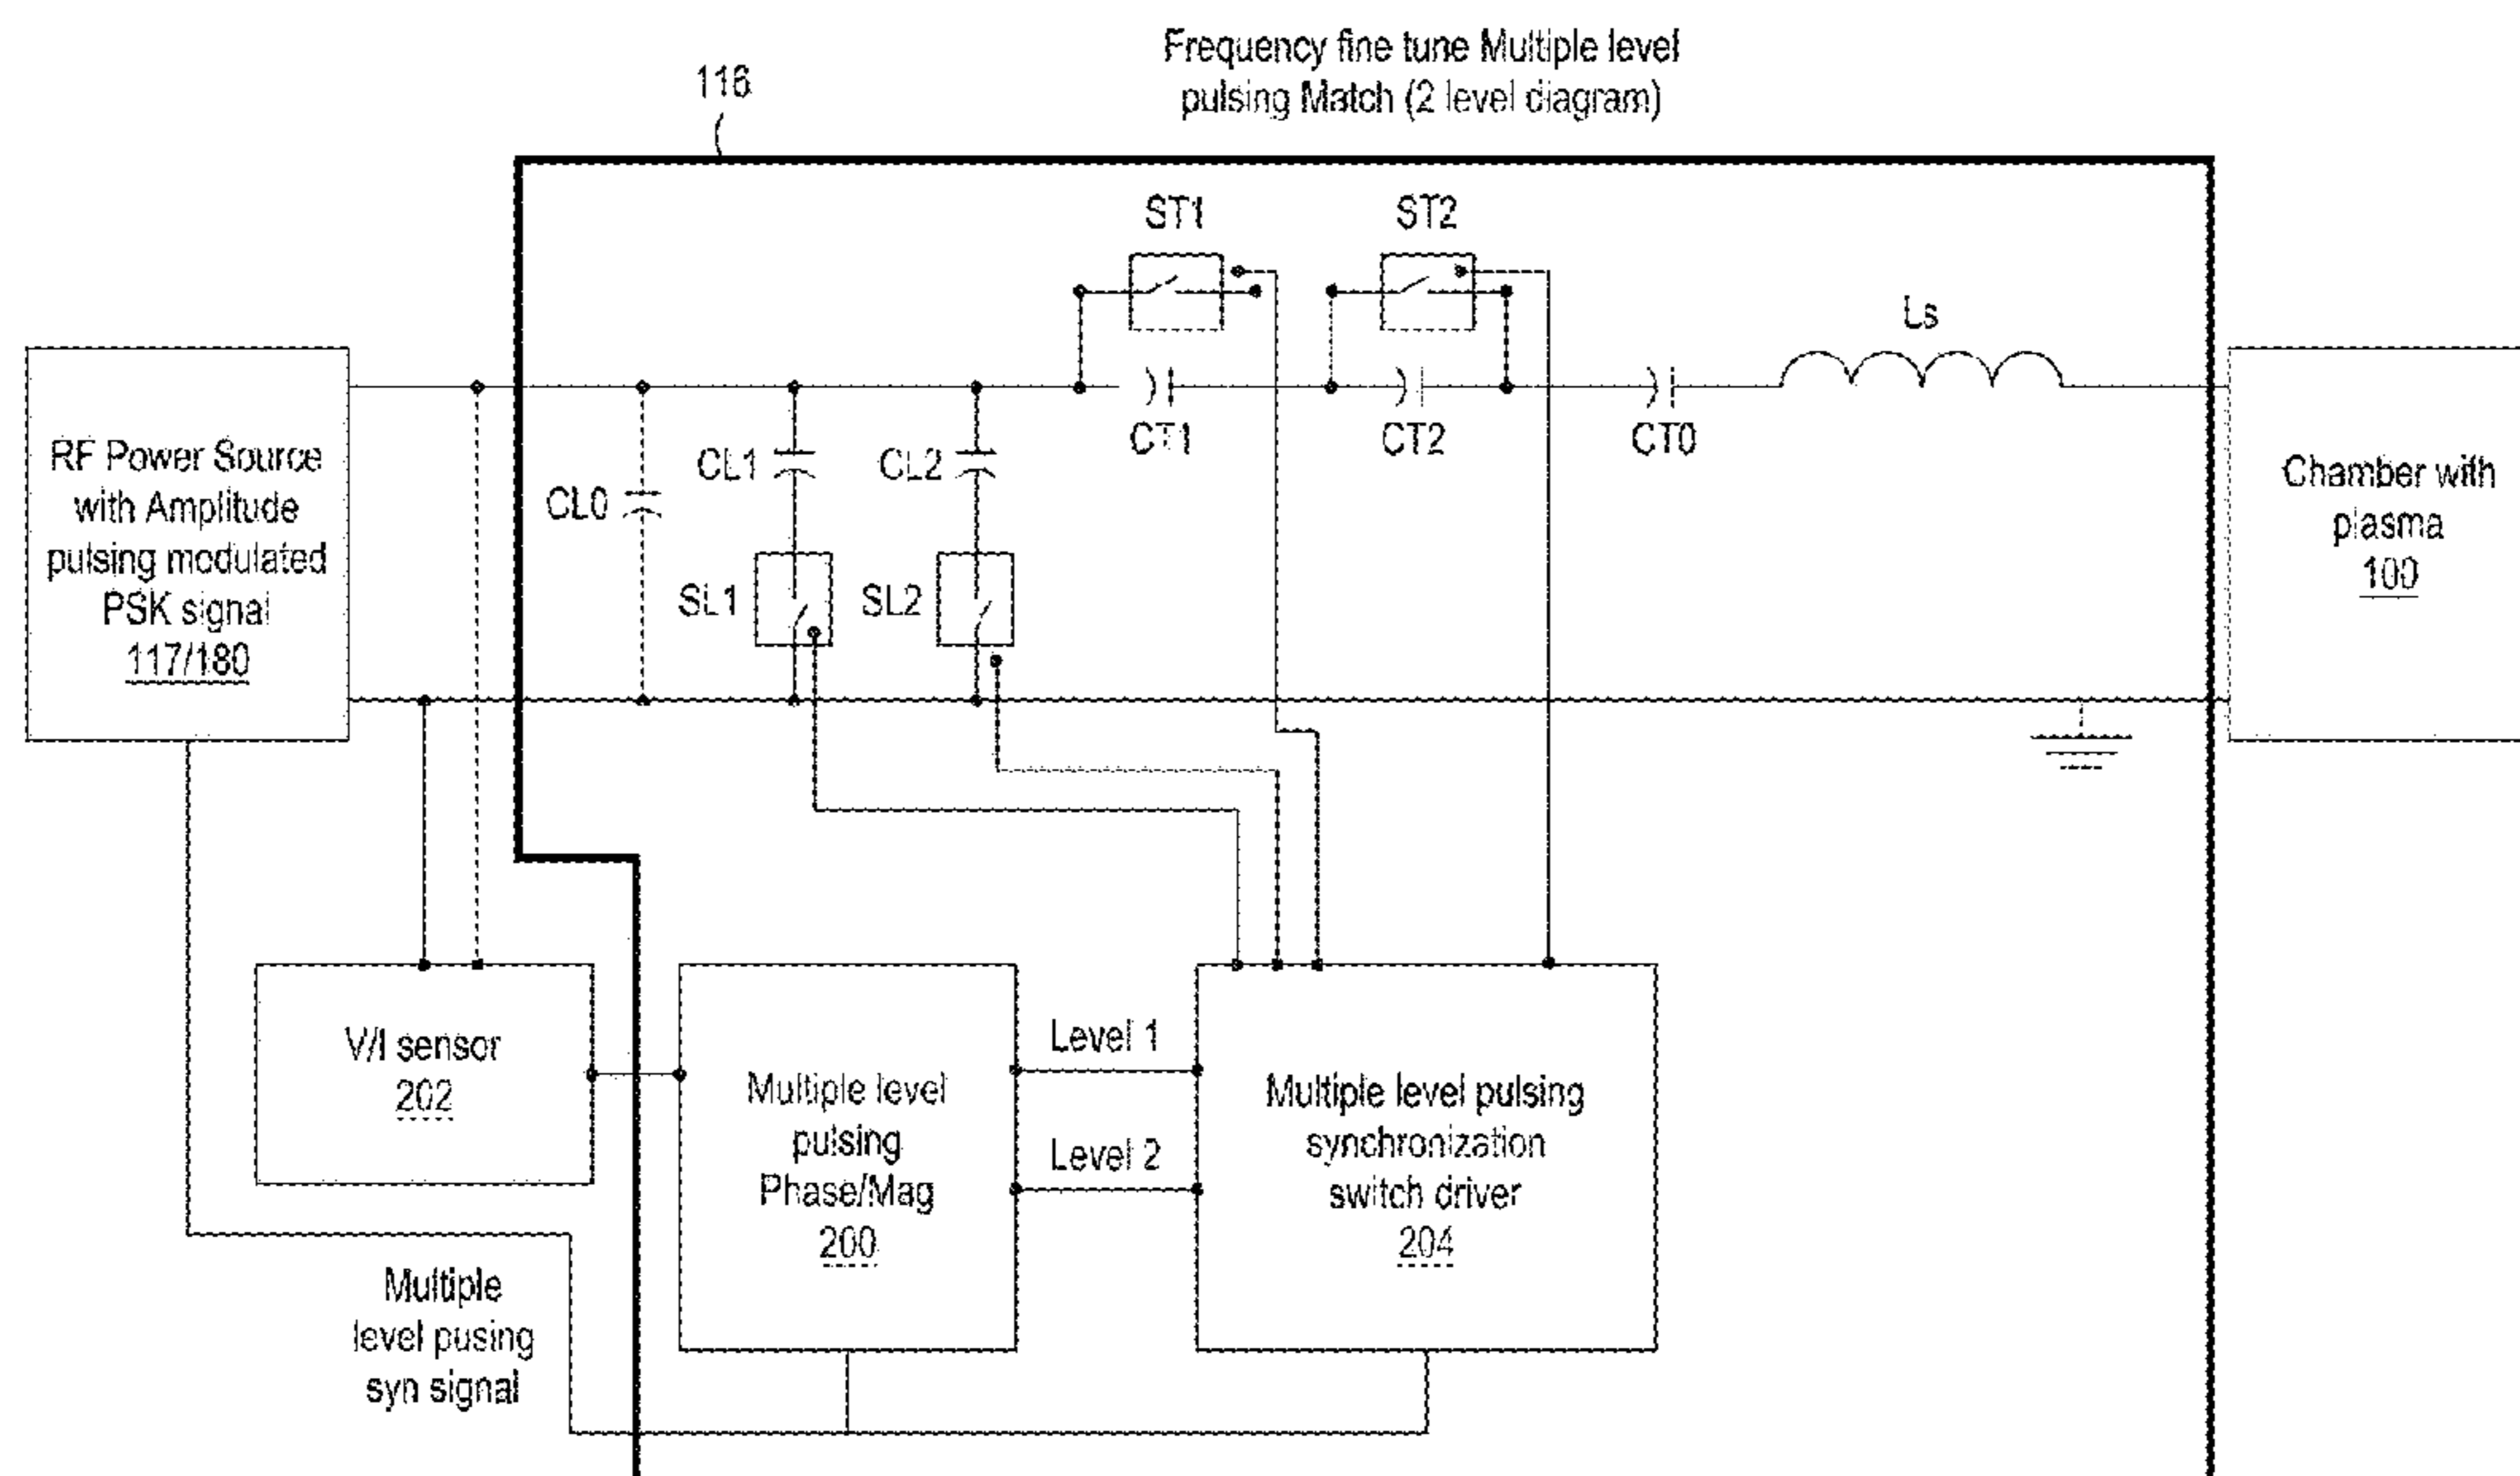 Frequency fine tune Multiple level
pulsing Match (2 level diagram)
116
ST1
ST2
Ls
CT1
CT2
CT0
CL1
CL2
CL0
SL1
SL2
RF Power Source
with Amplitude
pulsing modulated
PSK signal
117/180
Chamber with
plasma
100
V/I sensor
202
Multiple level
pulsing
Phase/Mag
200
Level 1
Level 2
Multiple level pulsing
synchronization
switch driver
204
Multiple
level pusing
syn signal